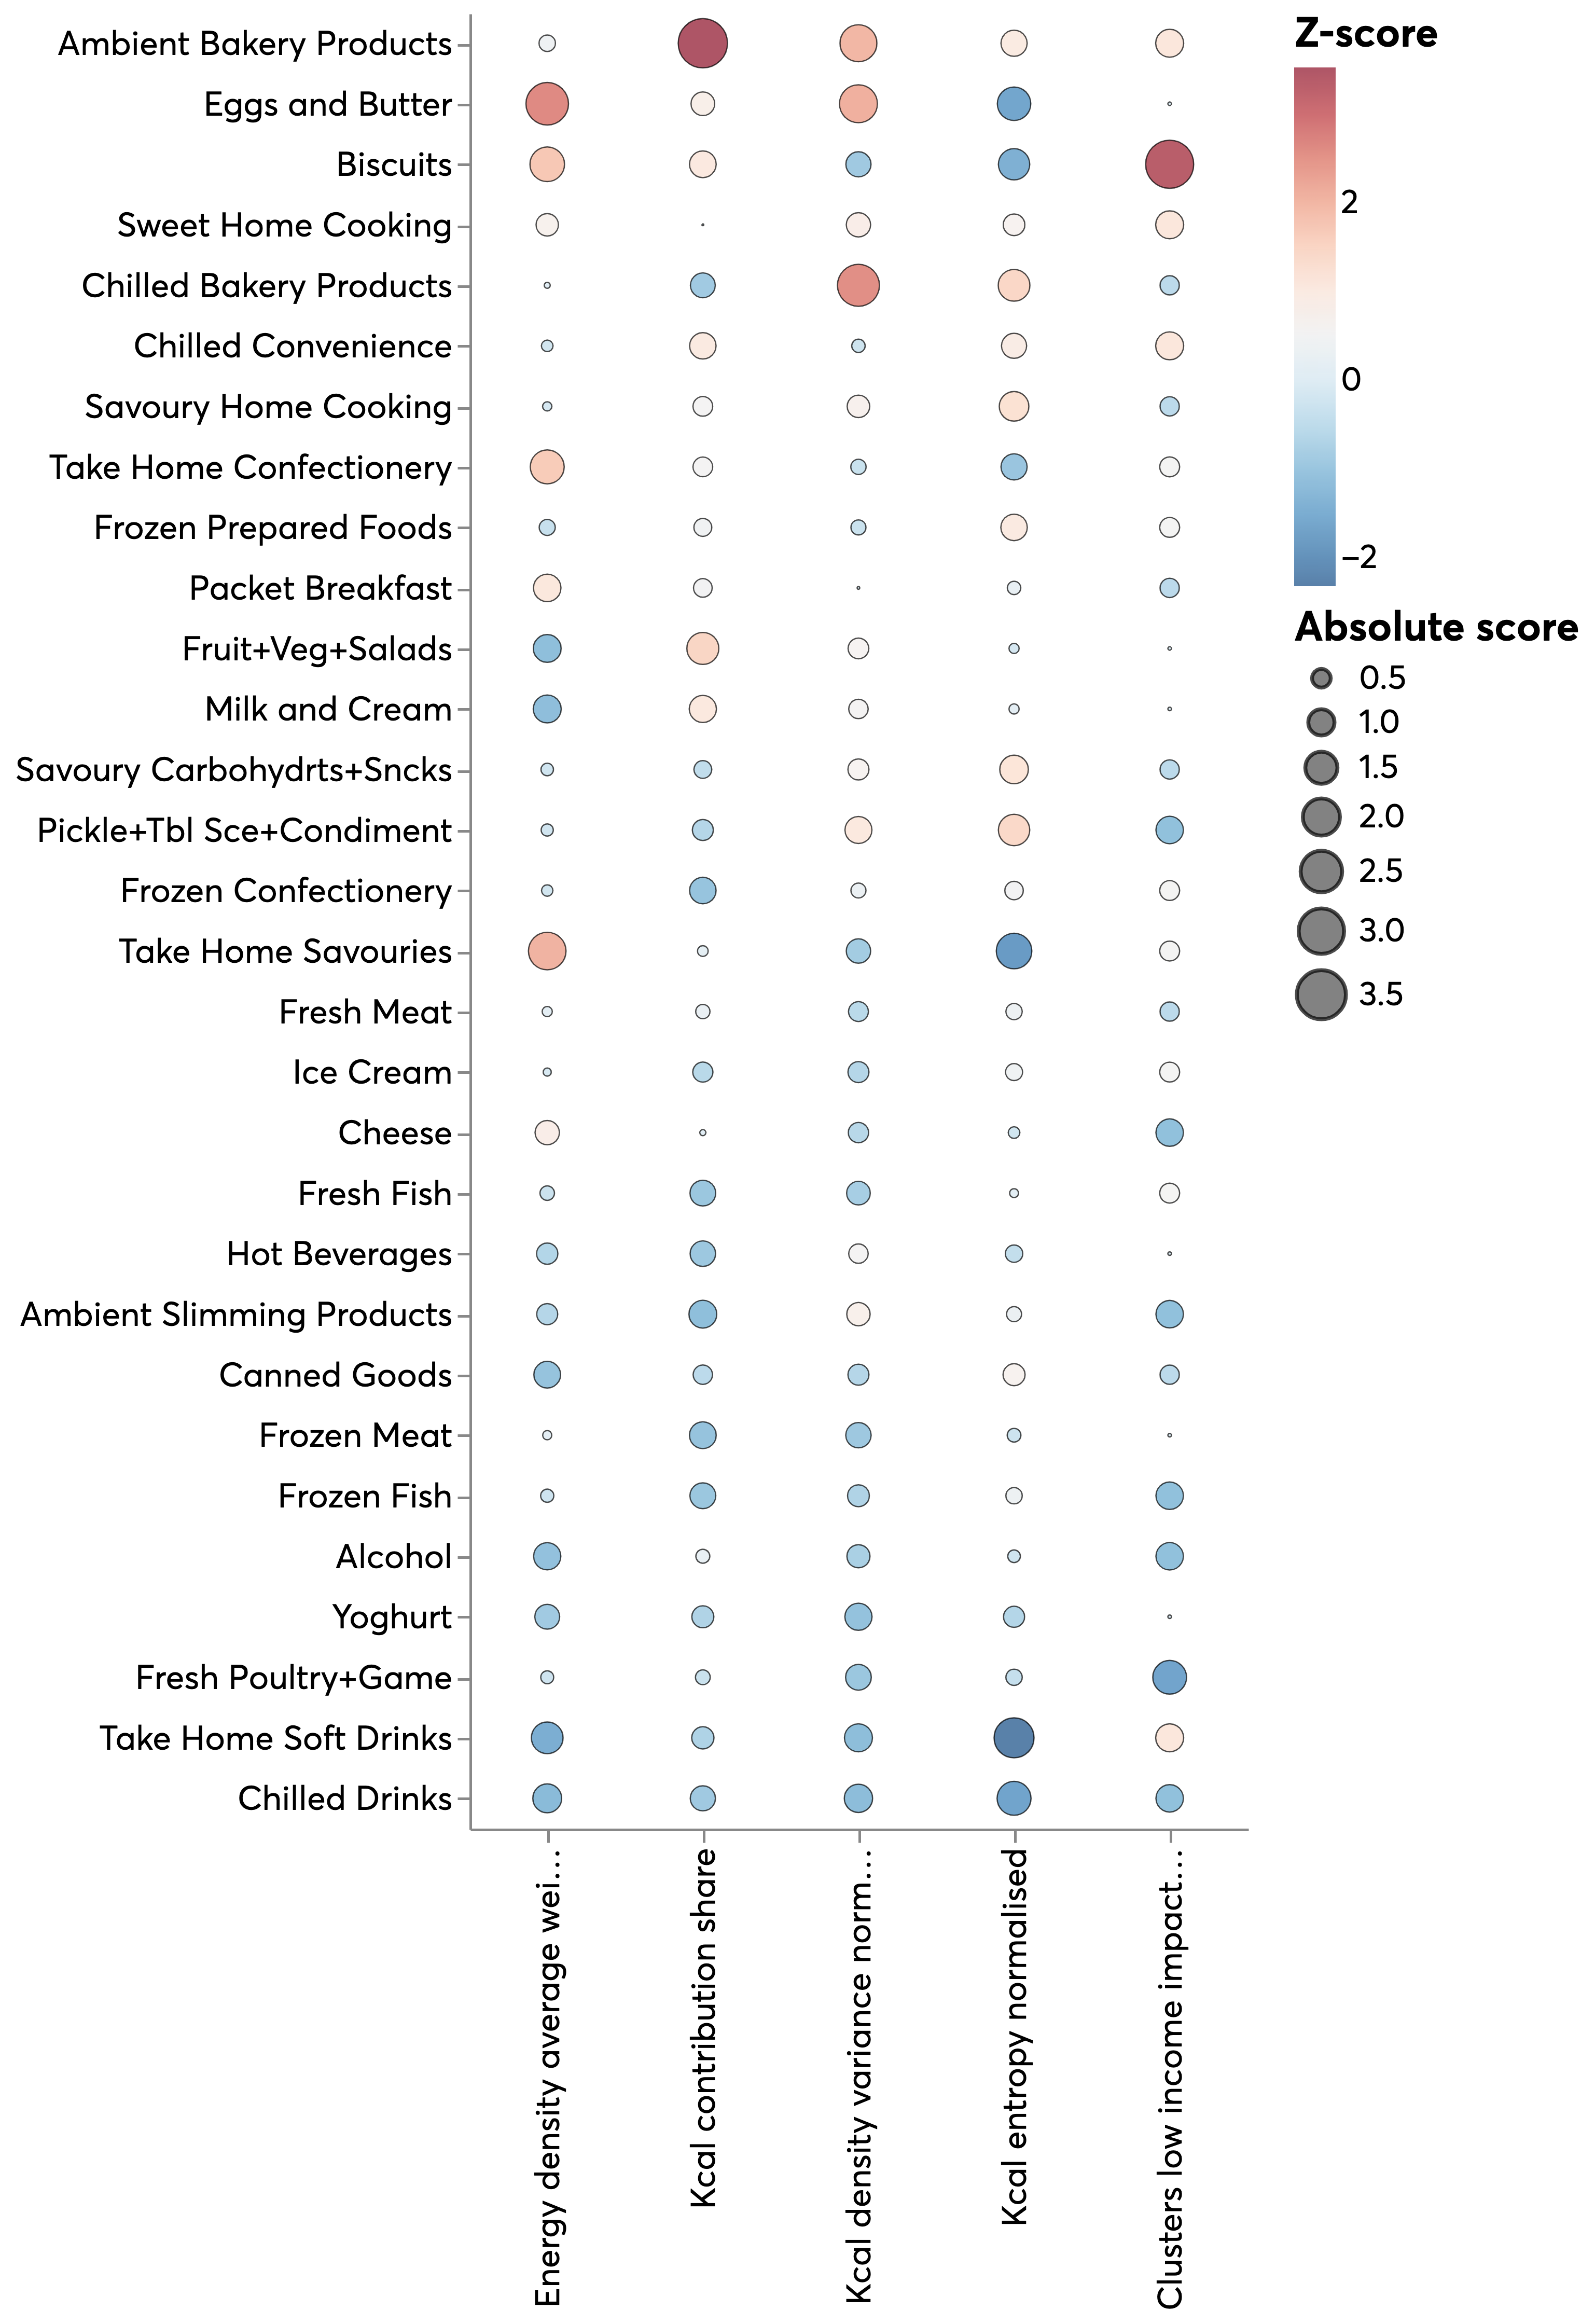 Ambient Bakery Products
Eggs and Butter
Biscuits
Sweet Home Cooking
Chilled Bakery Products
Chilled Convenience
Savoury Home Cooking
Take Home Confectionery
Frozen Prepared Foods
Packet Breakfast
Fruit+Veg+Salads
Milk and Cream
Savoury Carbohydrts+Sncks
Pickle+Tbl Sce+Condiment
Frozen Confectionery
Take Home Savouries
Fresh Meat
Ice Cream
Cheese
Fresh Fish
Hot Beverages
Ambient Slimming Products
Canned Goods
Frozen Meat
Frozen Fish
Alcohol
Yoghurt
Fresh Poultry+Game
Take Home Soft Drinks
Chilled Drinks
Energy density average wei…
Kcal contribution share
Kcal density variance norm…
Kcal entropy normalised
Clusters low income impact…
Z-score
2
0
−2
Absolute score
0.5
1.0
1.5
2.0
2.5
3.0
3.5